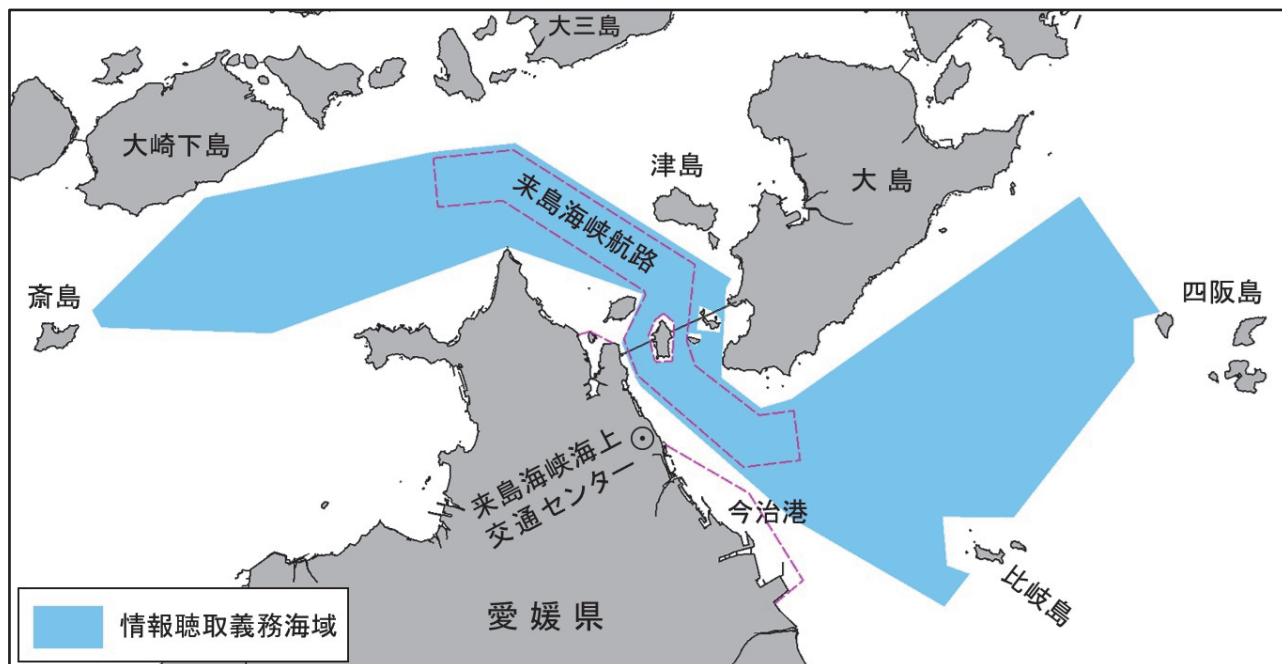 大三島
大崎下島
津島
大島
来島海峡航路
斎島
四阪島
来島海峡海上
交通センター
今治港
比岐島
愛媛県
情報聴取義務海域